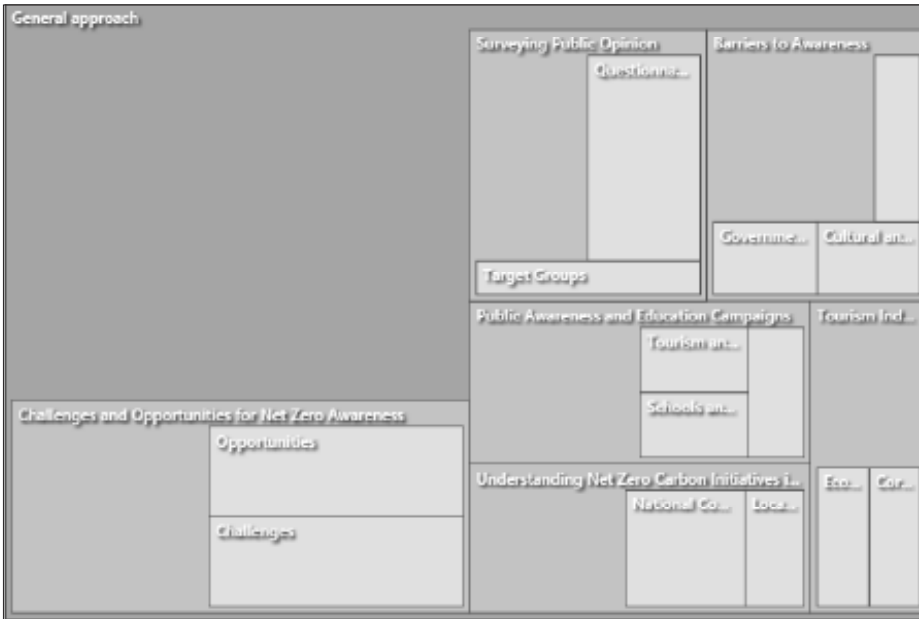 General approach
Surveying Public Opinion
Questionna...
Target Groups
Barriers to Awareness
Governme...
Cultural an...
Public Awareness and Education Campaigns
Tourism an...
Schools an...
Tourism Ind...
Eco...
Cor...
Challenges and Opportunities for Net Zero Awareness
Opportunities
Challenges
Understanding Net Zero Carbon Initiatives i...
National Co...
Loca...